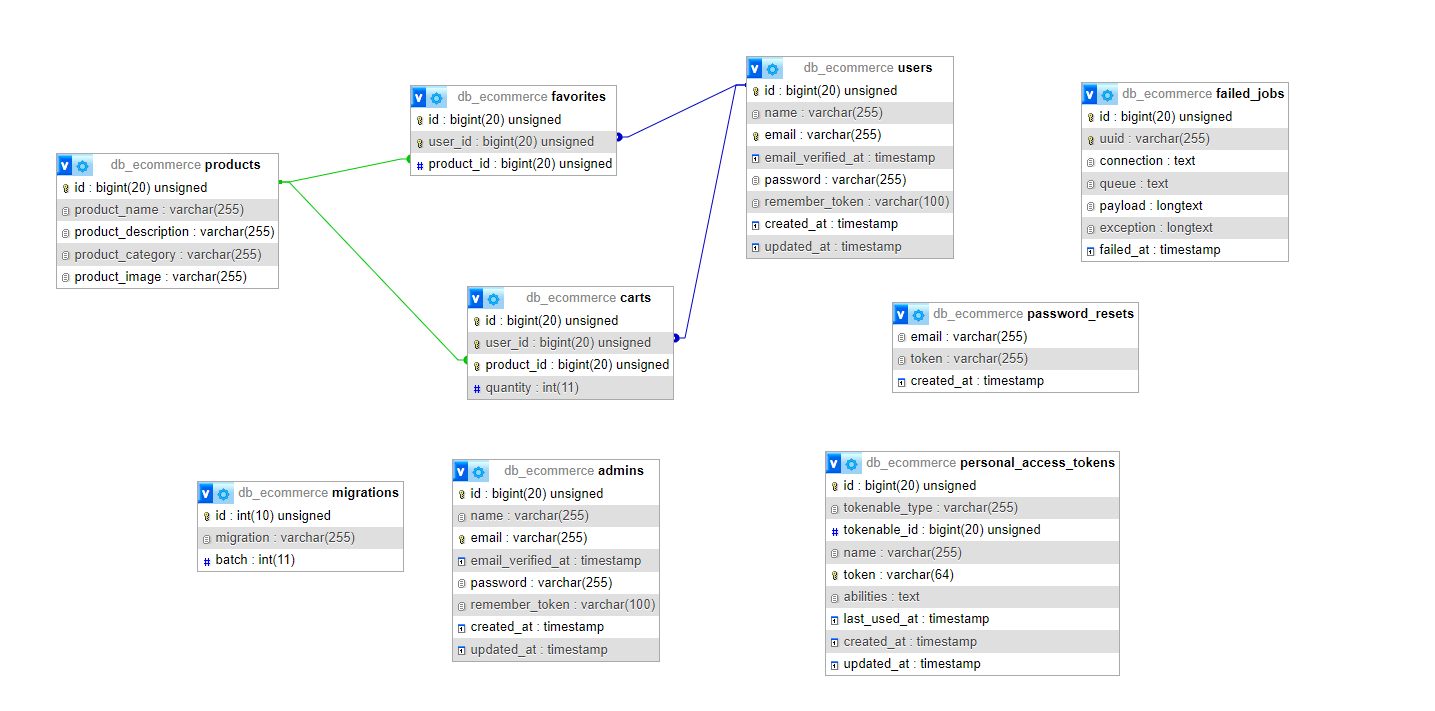 db_ecommerce products
id : bigint(20) unsigned
product_name : varchar(255)
product_description : varchar(255)
product_category : varchar(255)
product_image : varchar(255)
db_ecommerce favorites
id : bigint(20) unsigned
user_id : bigint(20) unsigned
# product_id : bigint(20) unsigned
db_ecommerce users
id : bigint(20) unsigned
name : varchar(255)
email : varchar(255)
email_verified_at : timestamp
password : varchar(255)
remember_token : varchar(100)
created_at : timestamp
updated_at : timestamp
db_ecommerce failed_jobs
id : bigint(20) unsigned
uuid : varchar(255)
connection : text
queue : text
payload : longtext
exception : longtext
failed_at : timestamp
db_ecommerce carts
id : bigint(20) unsigned
user_id : bigint(20) unsigned
product_id : bigint(20) unsigned
# quantity : int(11)
db_ecommerce password_resets
email : varchar(255)
token : varchar(255)
created_at : timestamp
db_ecommerce migrations
id : int(10) unsigned
migration : varchar(255)
# batch : int(11)
db_ecommerce admins
id : bigint(20) unsigned
name : varchar(255)
email : varchar(255)
email_verified_at : timestamp
password : varchar(255)
remember_token : varchar(100)
created_at : timestamp
updated_at : timestamp
db_ecommerce personal_access_tokens
id : bigint(20) unsigned
tokenable_type : varchar(255)
# tokenable_id : bigint(20) unsigned
name : varchar(255)
token : varchar(64)
abilities : text
last_used_at : timestamp
created_at : timestamp
updated_at : timestamp